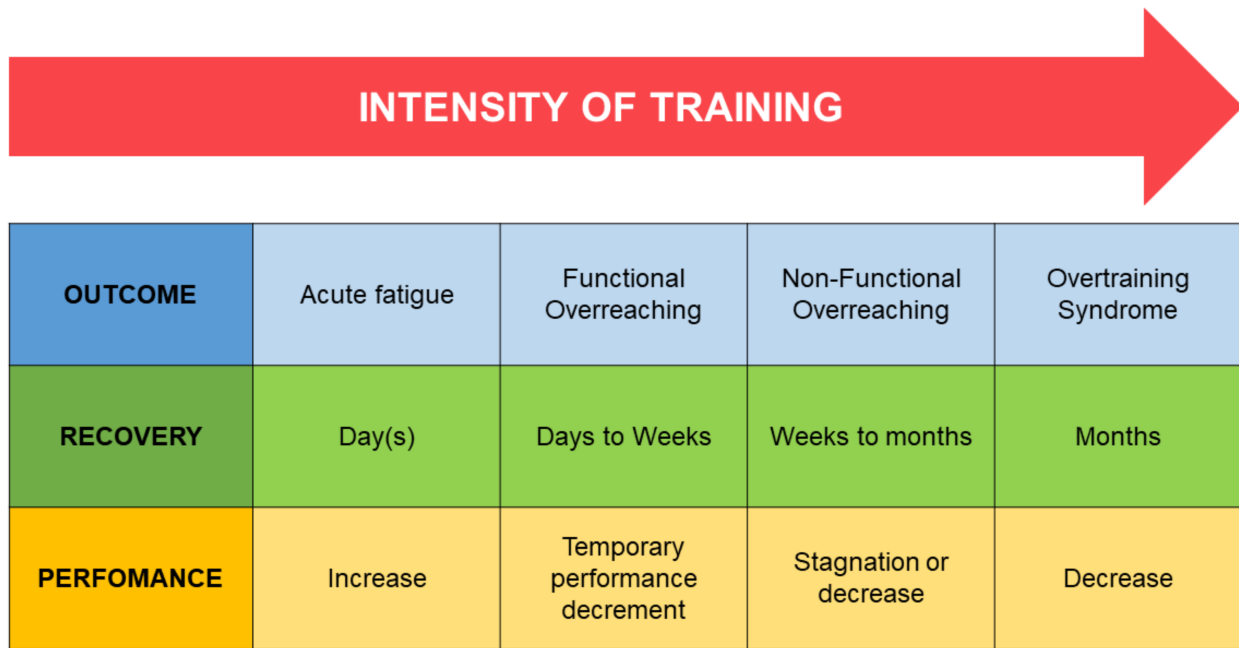 INTENSITY OF TRAINING
OUTCOME
Acute fatigue
Functional
Overreaching
Non-Functional
Overreaching
Overtraining
Syndrome
RECOVERY
Day(s)
Days to Weeks
Weeks to months
Months
PERFOMANCE
Increase
Temporary
performance
decrement
Stagnation or
decrease
Decrease